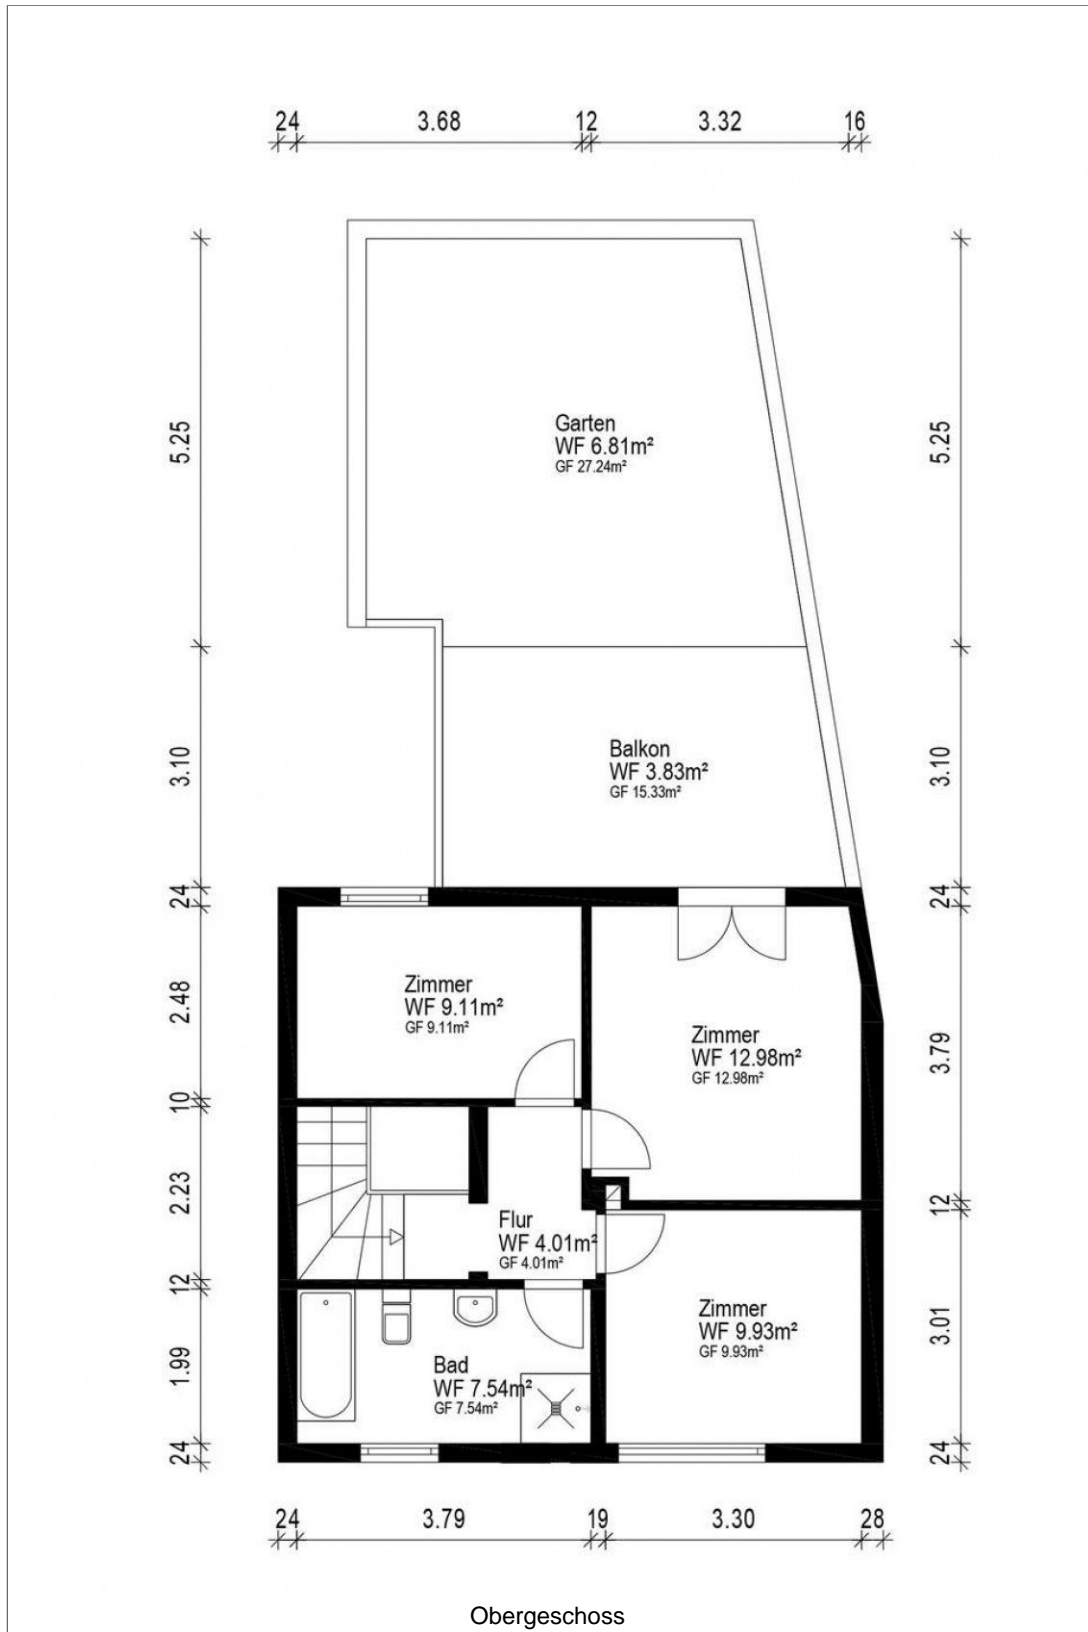 24 3.68 12 3.32 16
5.25
5.25
Garten
WF 6.81m²
GF 27.24m²
3.10
3.10
Balkon
WF 3.83m²
GF 15.33m²
24
24
2.48
Zimmer
WF 9.11m²
GF 9.11m²
Zimmer
WF 12.98m²
GF 12.98m²
3.79
10
2.23
12
Flur
WF 4.01m²
GF 4.01m²
12
Zimmer
WF 9.93m²
GF 9.93m²
3.01
1.99
Bad
WF 7.54m²
GF 7.54m²
24
24
24 3.79 19 3.30 28
Obergeschoss